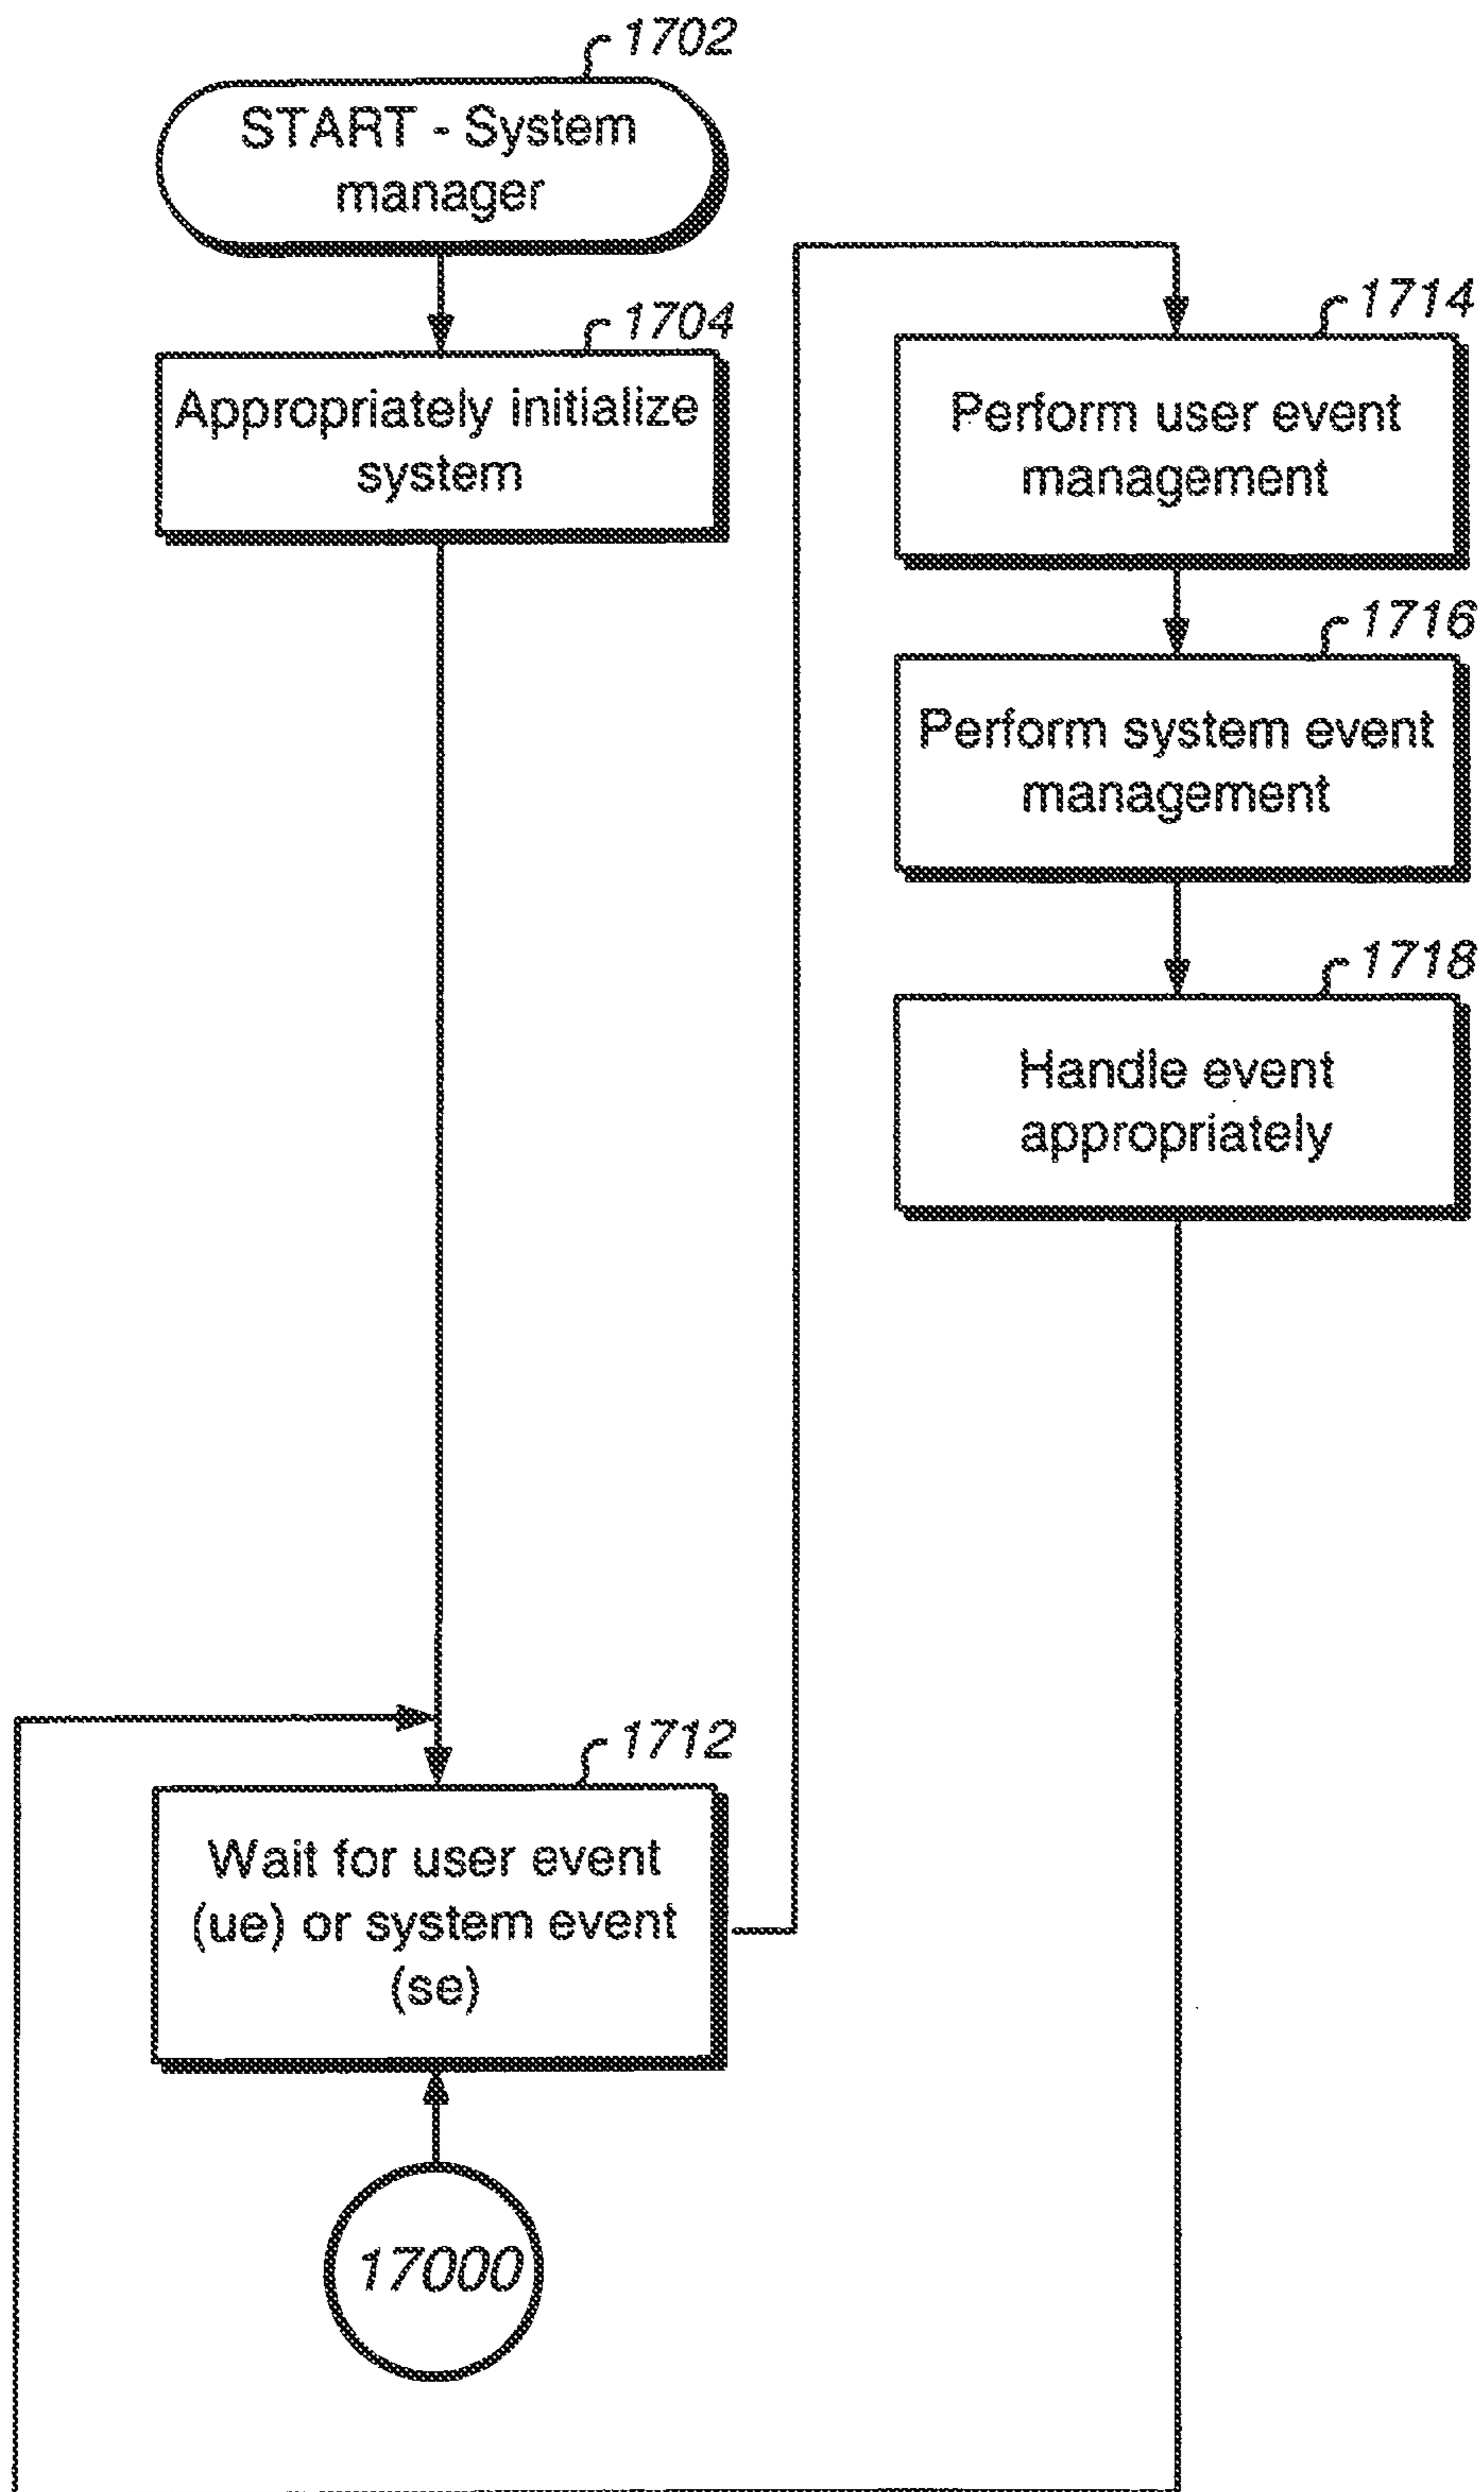 1702
START - System
manager
1704
Appropriately initialize
system
1712
Wait for user event
(ue) or system event
(se)
17000
1714
Perform user event
management
1716
Perform system event
management
1718
Handle event
appropriately